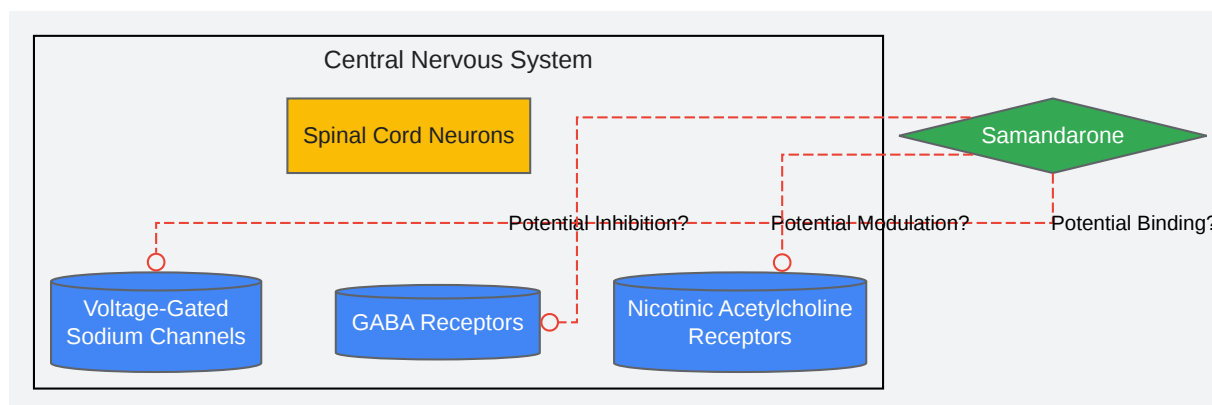 Central Nervous System
Spinal Cord Neurons
Samandarone
Potential Inhibition?
Potential Modulation?
Potential Binding?
Voltage-Gated
Sodium Channels
GABA Receptors
Nicotinic Acetylcholine
Receptors